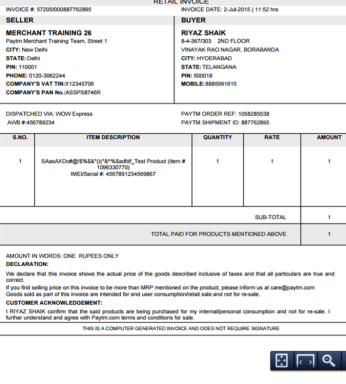 RETAIL INVOICE
INVOICE #: 57205/000887762895
INVOICE DATE: 2-Jul-2015 | 11:52 hrs
SELLER
BUYER
MERCHANT TRAINING 26
Paytm Merchant Training Team, Street 1
CITY: New Delhi
STATE: Delhi
PIN: 110001
PHONE: 0120-3062244
COMPANY'S VAT TIN:X12345706
COMPANY'S PAN No.:ASSPS8746R
RIYAZ SHAIK
8-4-367/303 2ND FLOOR
VINAYAK RAO NAGAR, BORABANDA
CITY: HYDERABAD
STATE: TELANGANA
PIN: 500018
MOBILE: 8885991615
DISPATCHED VIA: WOW Express
AWB #:456789234
PAYTM ORDER REF: 1058285538
PAYTM SHIPMENT ID: 887762895
S.NO. ITEM DESCRIPTION QUANTITY RATE AMOUNT
1 Test Product (Item # 1 1 1
1096330770)
IMEI/Serial #: 4567891234569867
SUB-TOTAL 1
TOTAL PAID FOR PRODUCTS MENTIONED ABOVE 1
AMOUNT IN WORDS: ONE RUPEES ONLY
DECLARATION:
We declare that this invoice shows the actual price of the goods described inclusive of taxes and that all particulars are true and
correct.
If you find selling price on this invoice to be more than MRP mentioned on the product, please inform us at care@paytm.com
Goods sold as part of this invoice are intended for end user consumption/retail sale and not for re-sale.
CUSTOMER ACKNOWLEDGEMENT:
I RIYAZ SHAIK confirm that the said products are being purchased for my internal/personal consumption and not for re-sale. I
further understand and agree with Paytm.com terms and conditions for sale.
THIS IS A COMPUTER GENERATED INVOICE AND DOES NOT REQUIRE SIGNATURE